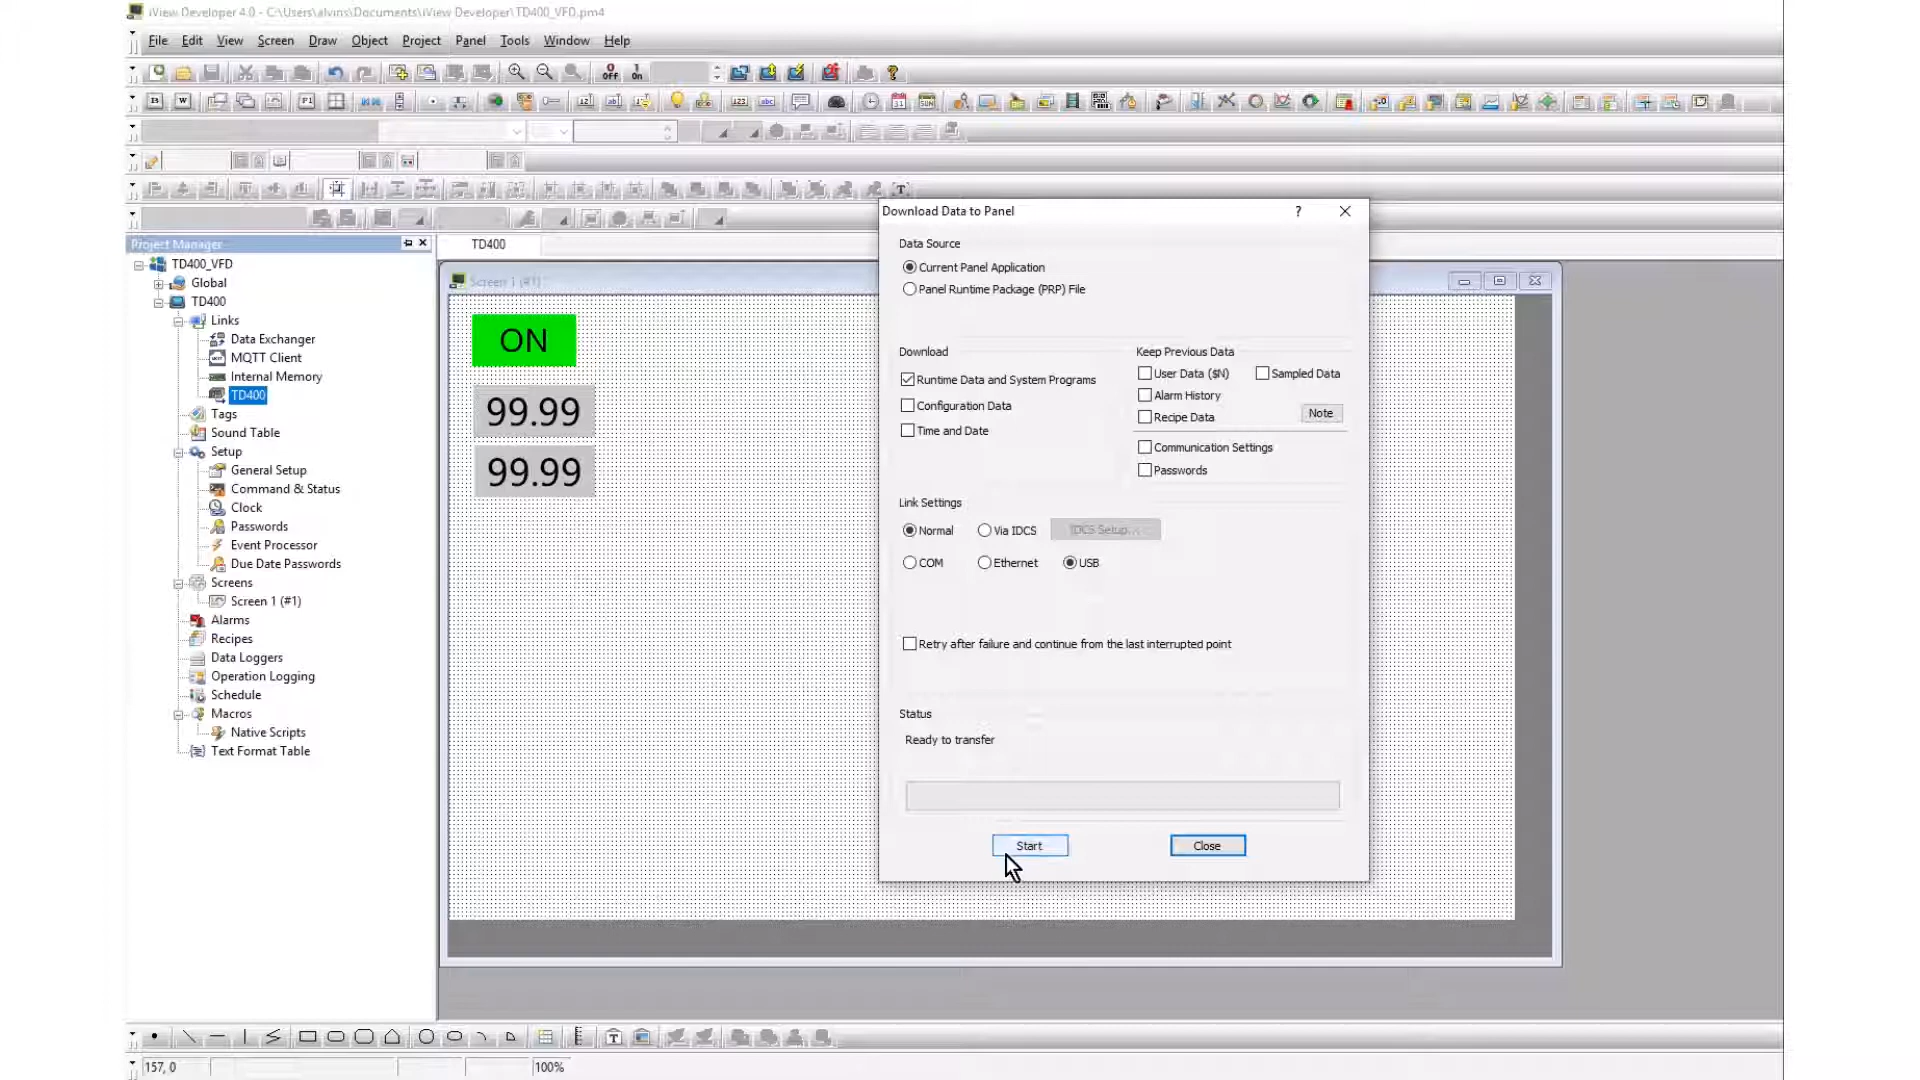 iView Developer 4.0 - C:\Users\alvins\Documents\iView Developer\TD400_VFD.pm4
File Edit View Screen Draw Object Project Panel Tools Window Help
Project Manager
TD400
TD400_VFD
Global
TD400
Links
Data Exchanger
MQTT Client
Internal Memory
TD400
Tags
Sound Table
Setup
General Setup
Command & Status
Clock
Passwords
Event Processor
Due Date Passwords
Screens
Screen 1 (#1)
Alarms
Recipes
Data Loggers
Operation Logging
Schedule
Macros
Native Scripts
Text Format Table
Screen 1 (#1)
ON
99.99
99.99
Download Data to Panel
?
Data Source
Current Panel Application
Panel Runtime Package (PRP) File
Download
Runtime Data and System Programs
Configuration Data
Time and Date
Keep Previous Data
User Data ($N) Sampled Data
Alarm History
Recipe Data Note
Communication Settings
Passwords
Link Settings
Normal Via IDCS IDCS Setup...
COM Ethernet USB
Retry after failure and continue from the last interrupted point
Status
Ready to transfer
Start Close
157, 0 100%